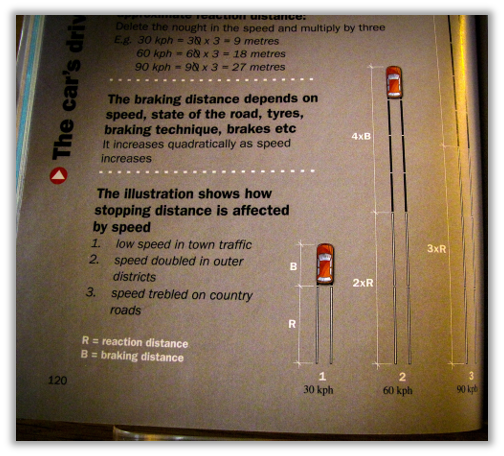 Approximate reaction distance:
Delete the nought in the speed and multiply by three
E.g. 30 kph = 30 x 3 = 9 metres
60 kph = 60 x 3 = 18 metres
90 kph = 90 x 3 = 27 metres
The car's driv
The braking distance depends on
speed, state of the road, tyres,
braking technique, brakes etc
It increases quadratically as speed
increases
The illustration shows how
stopping distance is affected
by speed
1. low speed in town traffic
2. speed doubled in outer
districts
3. speed trebled on country
roads
R = reaction distance
B = braking distance
120
B
R
1
30 kph
4xB
2xR
2
60 kph
3xR
3
90 kph